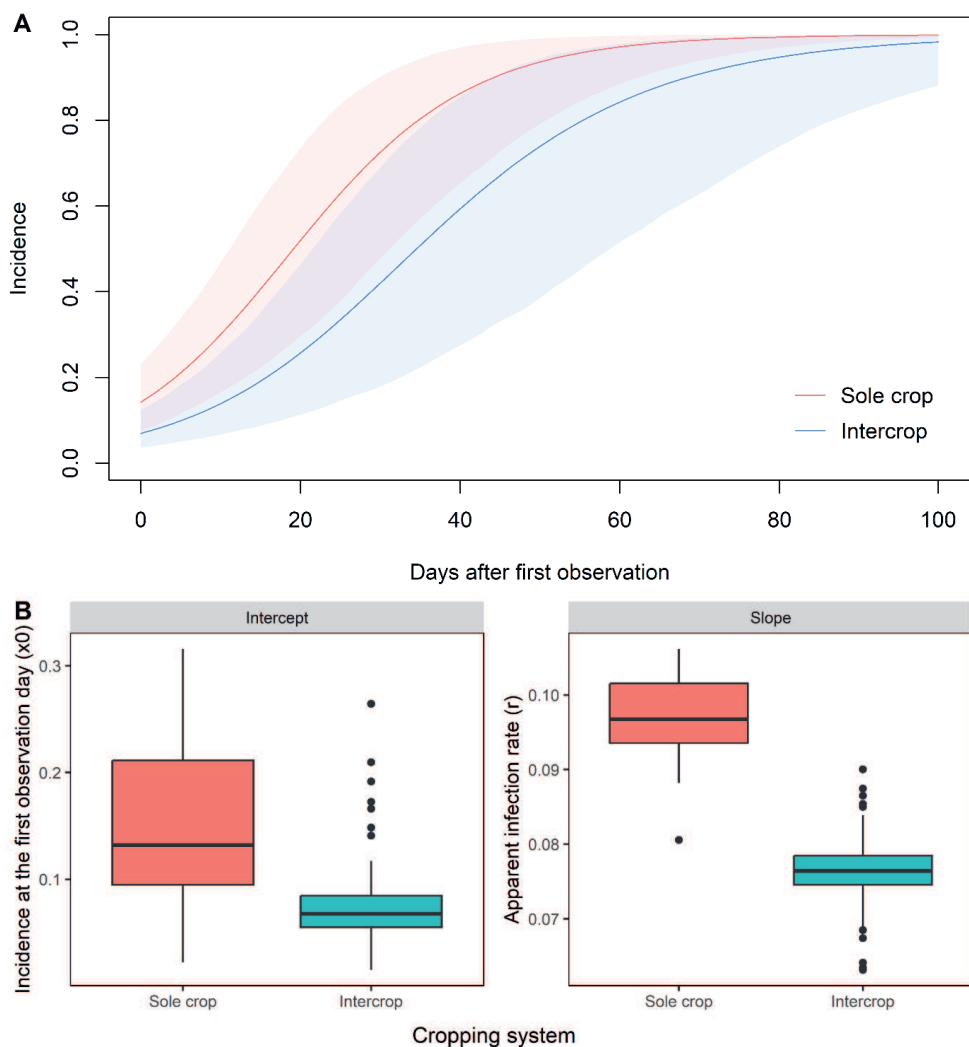 A
Incidence
1.0
0.8
0.6
0.4
0.2
0.0
Sole crop
Intercrop
0 20 40 60 80 100
Days after first observation
B
Intercept
Incidence at the first observation day (x0)
0.3
0.2
0.1
Sole crop Intercrop
Slope
Apparent infection rate (r)
0.10
0.09
0.08
0.07
Sole crop Intercrop
Cropping system